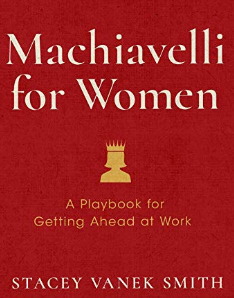 Machiavelli
for Women
A Playbook for
Getting Ahead at Work
STACEY VANEK SMITH